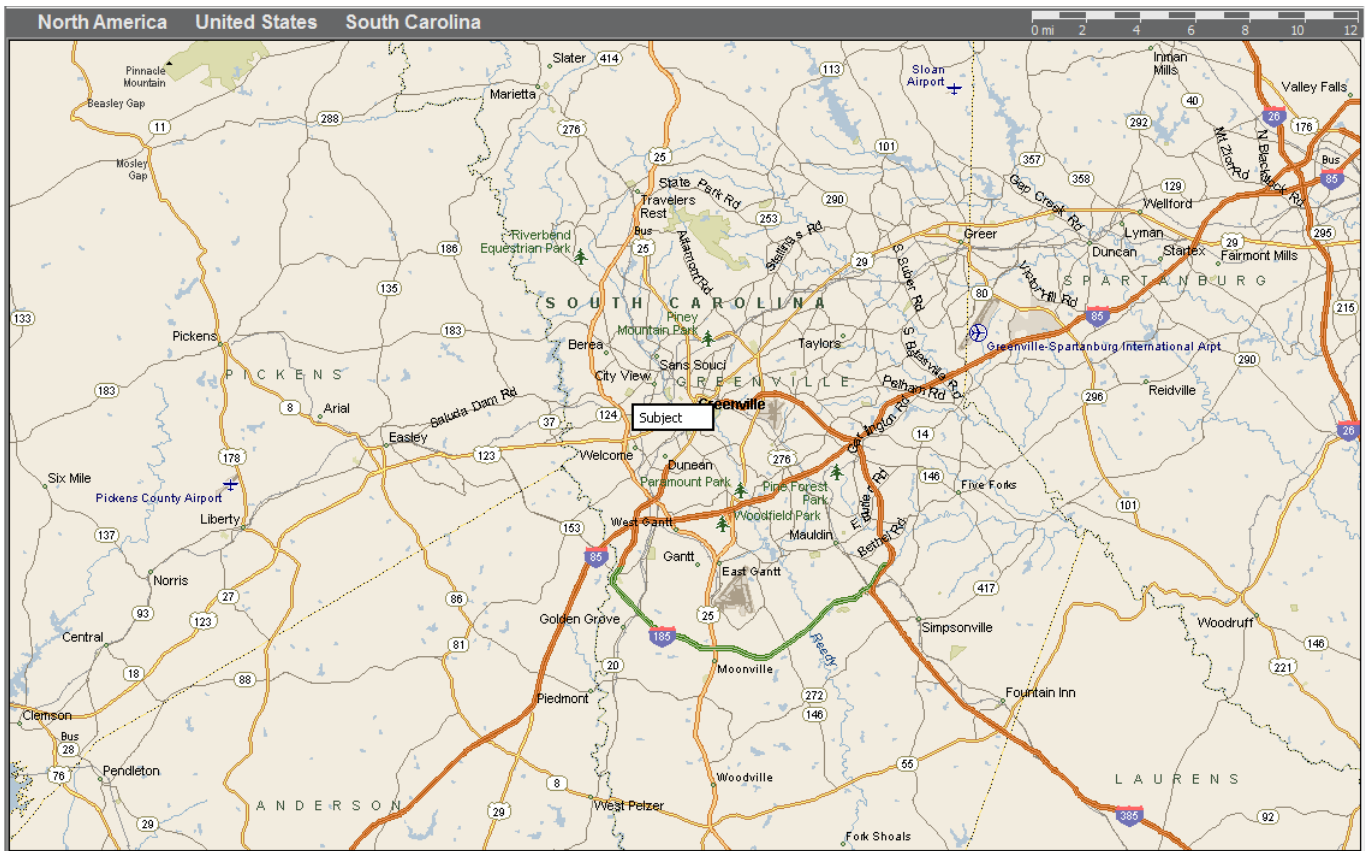 North America United States South Carolina
0 mi 2 4 6 8 10 12
Pinnacle
Mountain
Slater
414
113
Sloan
Airport
Inman
Mills
Valley Falls
Beasley Gap
Marietta
40
26
176
11
288
276
292
Mt Zion Rd
N Blackstock Rd
Bus
85
Mosley
Gap
25
101
357
358
129
State Park Rd
Travelers
Rest
290
Gap Creek Rd
Wellford
253
Lyman
295
Riverbend
Equestrian Park
Bus
25
Altamont Rd
Stallings Rd
29
S Suber Rd
Greer
Duncan
Startex
29
Fairmont Mills
186
135
Victor Hill Rd
SPARTANBURG
80
SOUTH CAROLINA
215
133
183
Piney
Mountain Park
85
Pickens
Berea
Taylors
Greenville-Spartanburg International Arpt
Sans Souci
S Batesville Rd
290
PICKENS
City View
GREENVILLE
Pelham Rd
Reidville
183
8
Arial
Saluda Dam Rd
124
Greenville
296
Subject
37
Easley
14
26
178
123
Welcome
Dunean
276
146
Six Mile
Paramount Park
Pine Forest
Park
Five Forks
Pickens County Airport
101
Liberty
153
West Gantt
Woodfield Park
137
Mauldin
Bethel Rd
85
Gantt
East Gantt
Norris
417
27
86
93
123
25
Golden Grove
185
Simpsonville
Woodruff
Central
81
Reedy
146
20
Moonville
221
18
88
272
Piedmont
Fountain Inn
146
Clemson
Bus
28
76
Pendleton
55
8
Woodville
LAURENS
ANDERSON
West Pelzer
29
29
385
92
Fork Shoals